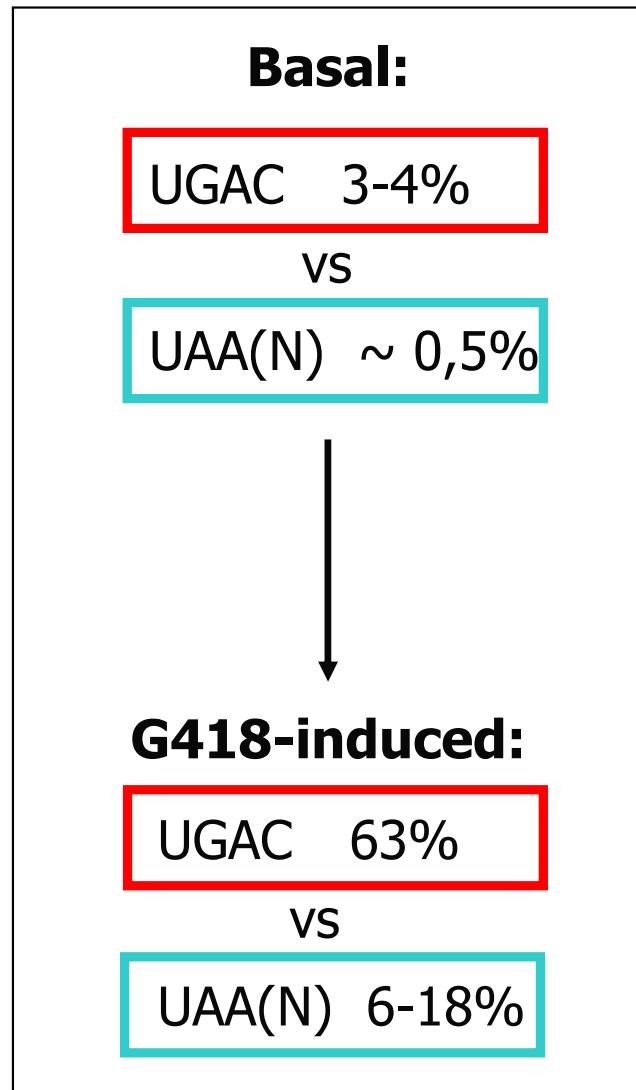 Basal:
UGAC 3-4%
vs
UAA(N) ~ 0,5%
G418-induced:
UGAC 63%
vs
UAA(N) 6-18%